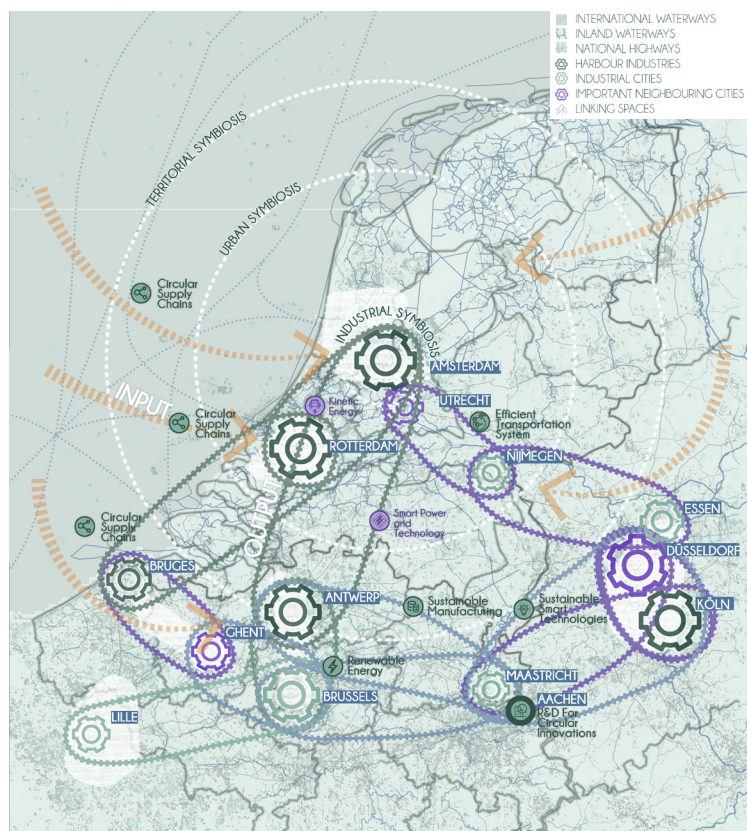 INTERNATIONAL WATERWAYS
INLAND WATERWAYS
NATIONAL HIGHWAYS
HARBOUR INDUSTRIES
INDUSTRIAL CITIES
IMPORTANT NEIGHBOURING CITIES
LINKING SPACES
TERRITORIAL SYMBIOSIS
URBAN SYMBIOSIS
Circular
Supply
Chains
INDUSTRIAL SYMBIOSIS
AMSTERDAM
INPUT
Kinetic
Energy
UTRECHT
Circular
Supply
Chains
Efficient
Transportation
System
ROTTERDAM
NIJMEGEN
OUTPUT
Circular
Supply
Chains
Smart Power
grid
Technology
ESSEN
DÜSSELDORF
BRUGES
ANTWERP
Sustainable
Manufacturing
Sustainable
Smart
Technologies
KÖLN
GHENT
Renewable
Energy
MAASTRICHT
BRUSSELS
AACHEN
R&D For
Circular
Innovations
LILLE